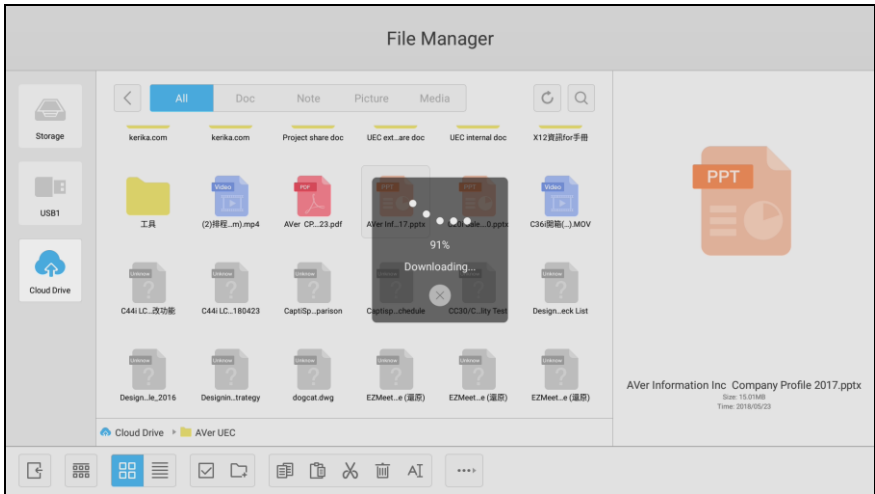 File Manager
All Doc Note Picture Media
Storage
USB1
Cloud Drive
kerika.com kerika.com Project share doc UEC ext...are doc UEC internal doc X12資訊for手冊
Video PDF PPT PPT Video
工具 (2)排程...m).mp4 AVer CP...23.pdf AVer Inf...17.pptx C36i開箱(...).MOV
91%
Downloading...
Unknow Unknow Unknow Unknow
C44i LC...改功能 C44i LC...180423 CaptiSp...parison Captisp...chedule CC30/C...lity Test Design...eck List
Unknow Unknow Unknow Unknow Unknow Unknow
Design...le_2016 Designin...trategy dogcat.dwg EZMeet...e (還原) EZMeet...e (還原) EZMeet...e (還原)
Cloud Drive AVer UEC
PPT
AVer Information Inc Company Profile 2017.pptx
Size: 15.01MB
Time: 2018/05/23
AI